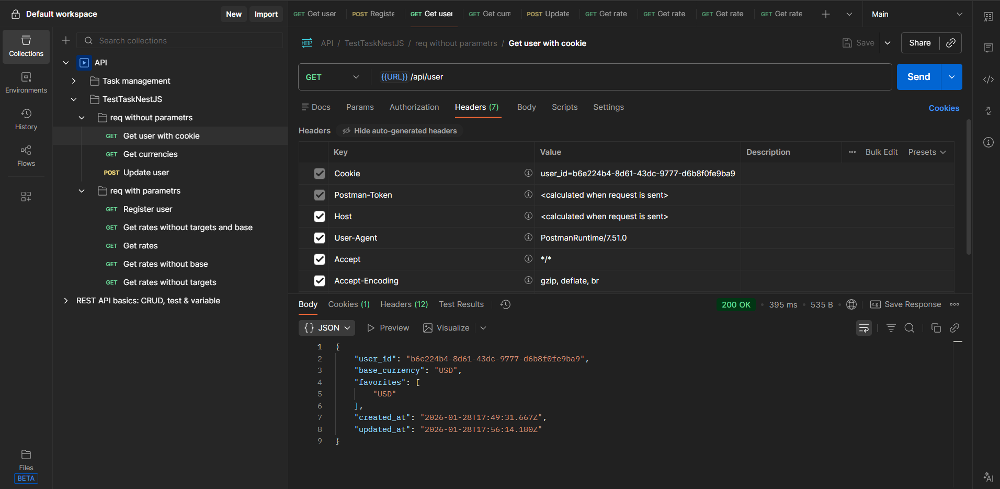 Default workspace
New
Import
GET Get user
POST Registe
GET Get user
GET Get curr
POST Update
GET Get rate
GET Get rate
GET Get rate
GET Get rate
Main
Collections
Environments
History
Flows
Files
BETA
Search collections
API
Task management
TestTaskNestJS
req without parametrs
GET Get user with cookie
GET Get currencies
POST Update user
req with parametrs
GET Register user
GET Get rates without targets and base
GET Get rates
GET Get rates without base
GET Get rates without targets
REST API basics: CRUD, test & variable
HTTP API / TestTaskNestJS / req without parametrs / Get user with cookie
Save
Share
GET {{URL}} /api/user
Send
Docs Params Authorization Headers (7) Body Scripts Settings
Cookies
Headers Hide auto-generated headers
Key Value Description Bulk Edit Presets
Cookie user_id=b6e224b4-8d61-43dc-9777-d6b8f0fe9ba9
Postman-Token <calculated when request is sent>
Host <calculated when request is sent>
User-Agent PostmanRuntime/7.51.0
Accept */*
Accept-Encoding gzip, deflate, br
Body Cookies (1) Headers (12) Test Results
200 OK • 395 ms • 535 B • e.g. Save Response
{} JSON Preview Visualize
1 {
2 "user_id": "b6e224b4-8d61-43dc-9777-d6b8f0fe9ba9",
3 "base_currency": "USD",
4 "favorites": [
5 "USD"
6 ],
7 "created_at": "2026-01-28T17:49:31.667Z",
8 "updated_at": "2026-01-28T17:56:14.180Z"
9 }
AI